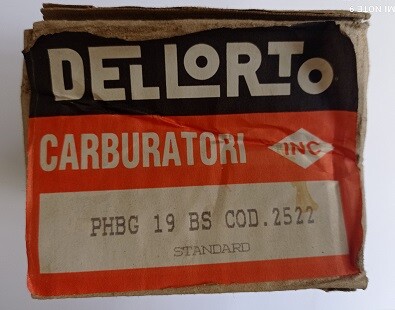 DELLORTO
CARBURATORI INC
PHBG 19 BS COD.2522
STANDARD